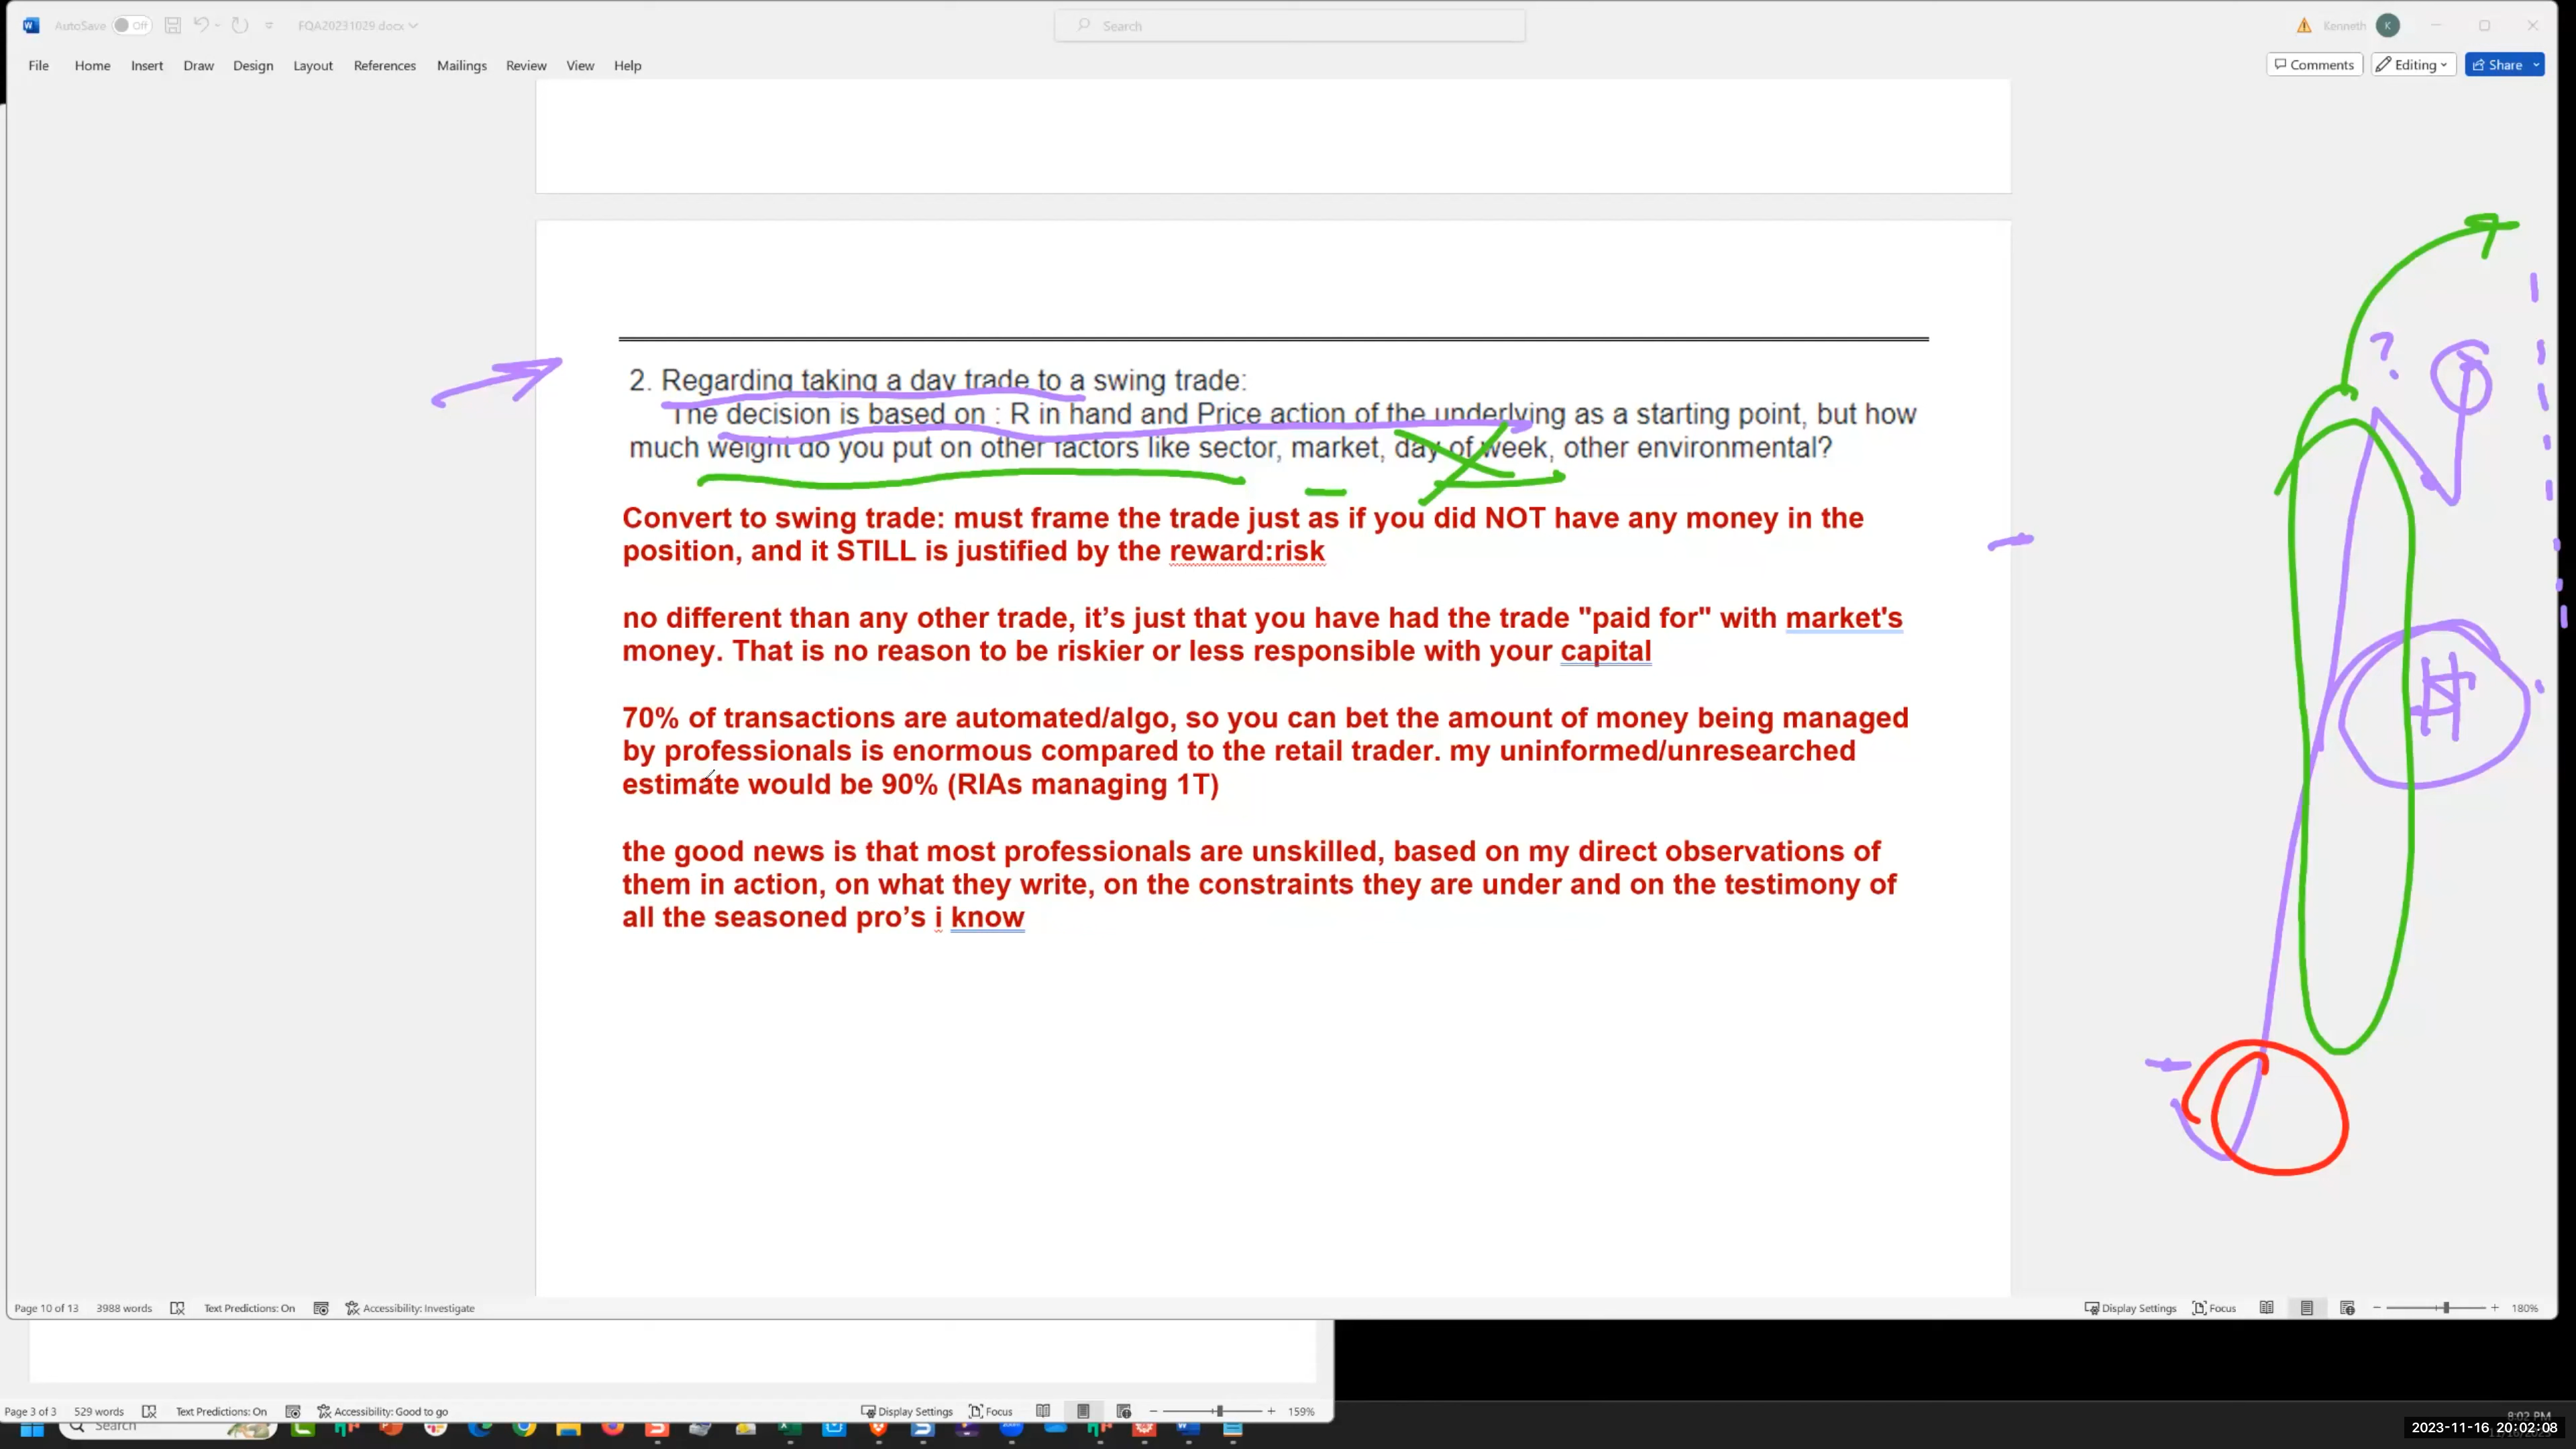 AutoSave Off FQA20231029.docx Search Kenneth K
File Home Insert Draw Design Layout References Mailings Review View Help Comments Editing Share
2. Regarding taking a day trade to a swing trade:
The decision is based on : R in hand and Price action of the underlying as a starting point, but how
much weight do you put on other factors like sector, market, day of week, other environmental?
Convert to swing trade: must frame the trade just as if you did NOT have any money in the
position, and it STILL is justified by the reward:risk
no different than any other trade, it’s just that you have had the trade "paid for" with market's
money. That is no reason to be riskier or less responsible with your capital
70% of transactions are automated/algo, so you can bet the amount of money being managed
by professionals is enormous compared to the retail trader. my uninformed/unresearched
estimate would be 90% (RIAs managing 1T)
the good news is that most professionals are unskilled, based on my direct observations of
them in action, on what they write, on the constraints they are under and on the testimony of
all the seasoned pro’s i know
?
$
Page 10 of 13 3988 words Text Predictions: On Accessibility: Investigate Display Settings Focus 180%
Page 3 of 3 529 words Text Predictions: On Accessibility: Good to go Display Settings Focus 159%
Search
8:02 PM
2023-11-16 20:02:08